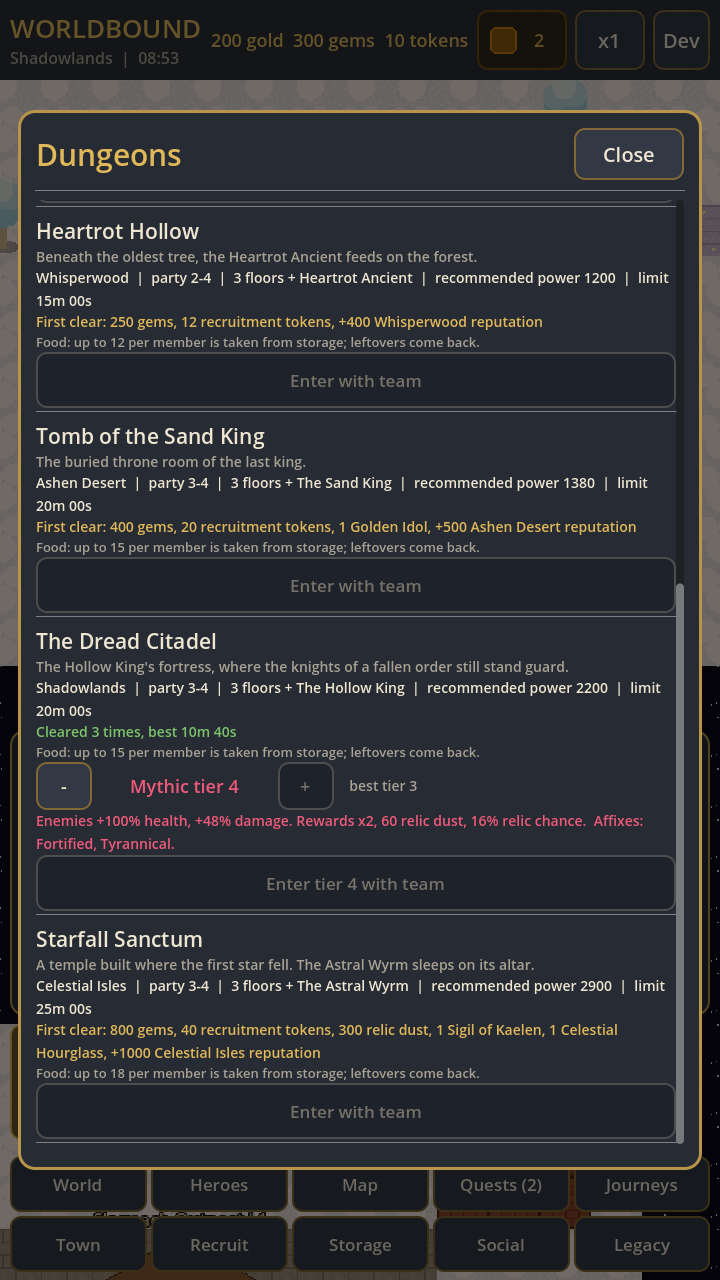 WORLDBOUND
Shadowlands | 08:53
200 gold 300 gems 10 tokens
2
x1
Dev
Dungeons
Close
Heartrot Hollow
Beneath the oldest tree, the Heartrot Ancient feeds on the forest.
Whisperwood | party 2-4 | 3 floors + Heartrot Ancient | recommended power 1200 | limit
15m 00s
First clear: 250 gems, 12 recruitment tokens, +400 Whisperwood reputation
Food: up to 12 per member is taken from storage; leftovers come back.
Enter with team
Tomb of the Sand King
The buried throne room of the last king.
Ashen Desert | party 3-4 | 3 floors + The Sand King | recommended power 1380 | limit
20m 00s
First clear: 400 gems, 20 recruitment tokens, 1 Golden Idol, +500 Ashen Desert reputation
Food: up to 15 per member is taken from storage; leftovers come back.
Enter with team
The Dread Citadel
The Hollow King's fortress, where the knights of a fallen order still stand guard.
Shadowlands | party 3-4 | 3 floors + The Hollow King | recommended power 2200 | limit
20m 00s
Cleared 3 times, best 10m 40s
Food: up to 15 per member is taken from storage; leftovers come back.
- Mythic tier 4 + best tier 3
Enemies +100% health, +48% damage. Rewards x2, 60 relic dust, 16% relic chance. Affixes:
Fortified, Tyrannical.
Enter tier 4 with team
Starfall Sanctum
A temple built where the first star fell. The Astral Wyrm sleeps on its altar.
Celestial Isles | party 3-4 | 3 floors + The Astral Wyrm | recommended power 2900 | limit
25m 00s
First clear: 800 gems, 40 recruitment tokens, 300 relic dust, 1 Sigil of Kaelen, 1 Celestial
Hourglass, +1000 Celestial Isles reputation
Food: up to 18 per member is taken from storage; leftovers come back.
Enter with team
World Heroes Map Quests (2) Journeys
Town Recruit Storage Social Legacy